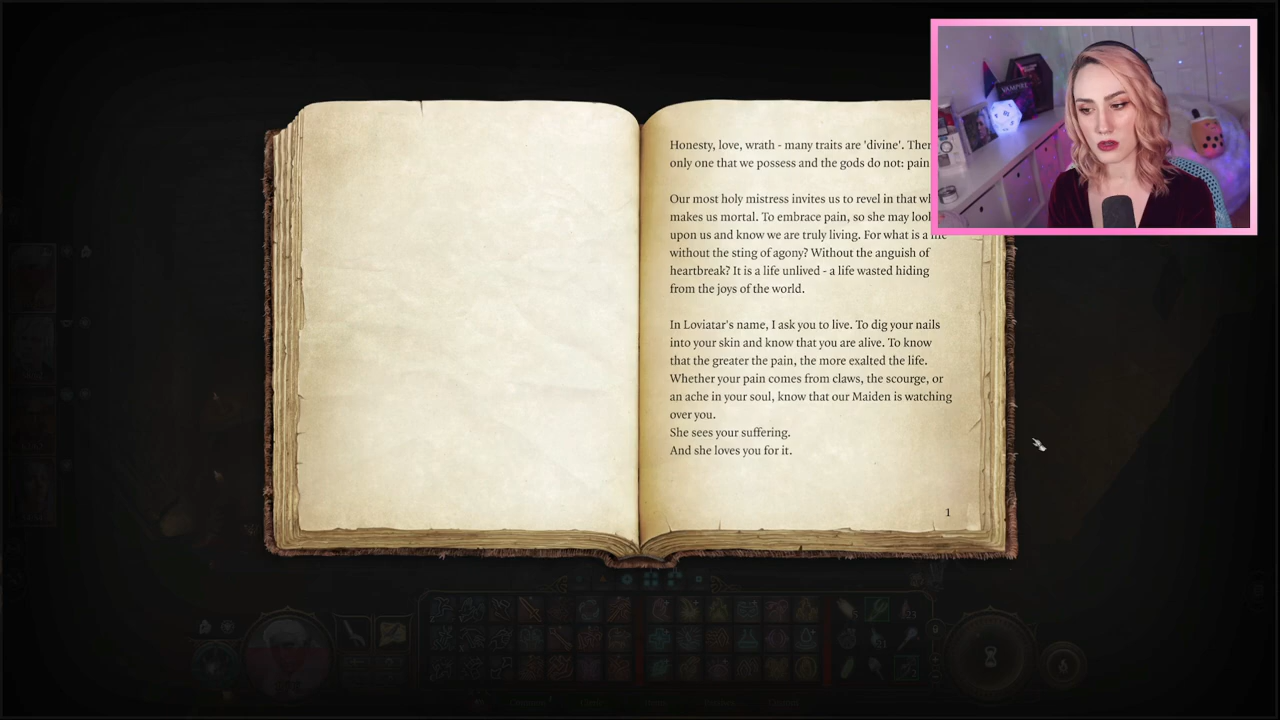 Honesty, love, wrath - many traits are 'divine'.
only one that we possess and the gods do not: pain
Our most holy mistress invites us to revel in that
makes us mortal. To embrace pain, so she may
upon us and know we are truly living. For what is a
without the sting of agony? Without the anguish of
heartbreak? It is a life unlived - a life wasted hiding
from the joys of the world.
In Loviatar's name, I ask you to live. To dig your nails
into your skin and know that you are alive. To know
that the greater the pain, the more exalted the life.
Whether your pain comes from claws, the scourge, or
an ache in your soul, know that our Maiden is watching
over you.
She sees your suffering.
And she loves you for it.
1
VAMPIRE